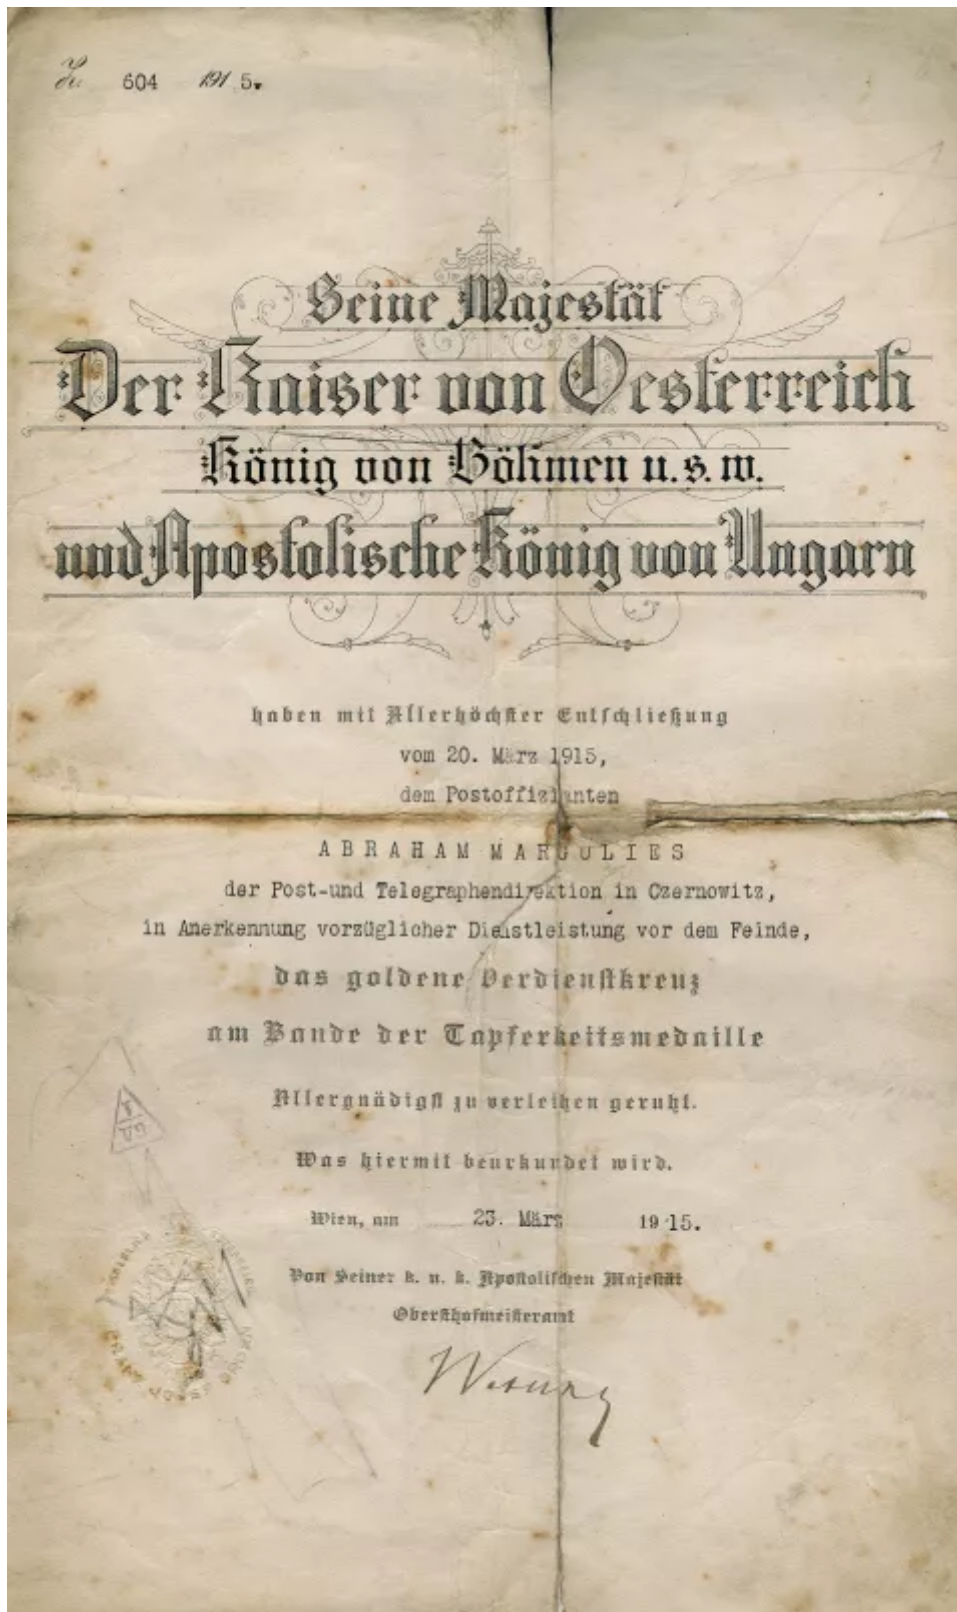 Zu 604 1915.
Seine Majestät
Der Kaiser von Oesterreich
König von Böhmen u. s. w.
und Apostolische König von Ungarn
haben mit Allerhöchster Entschließung
vom 20. März 1915,
dem Postoffizianten
ABRAHAM MARGULIES
der Post-und Telegraphendirektion in Czernowitz,
in Anerkennung vorzüglicher Dienstleistung vor dem Feinde,
das goldene Verdienstkreuz
am Bande der Tapferkeitsmedaille
Allergnädigst zu verleihen geruht.
Was hiermit beurkundet wird.
Wien, am 23. März 1915.
Von Seiner k. u. k. Apostolischen Majestät
Obersthofmeisteramt